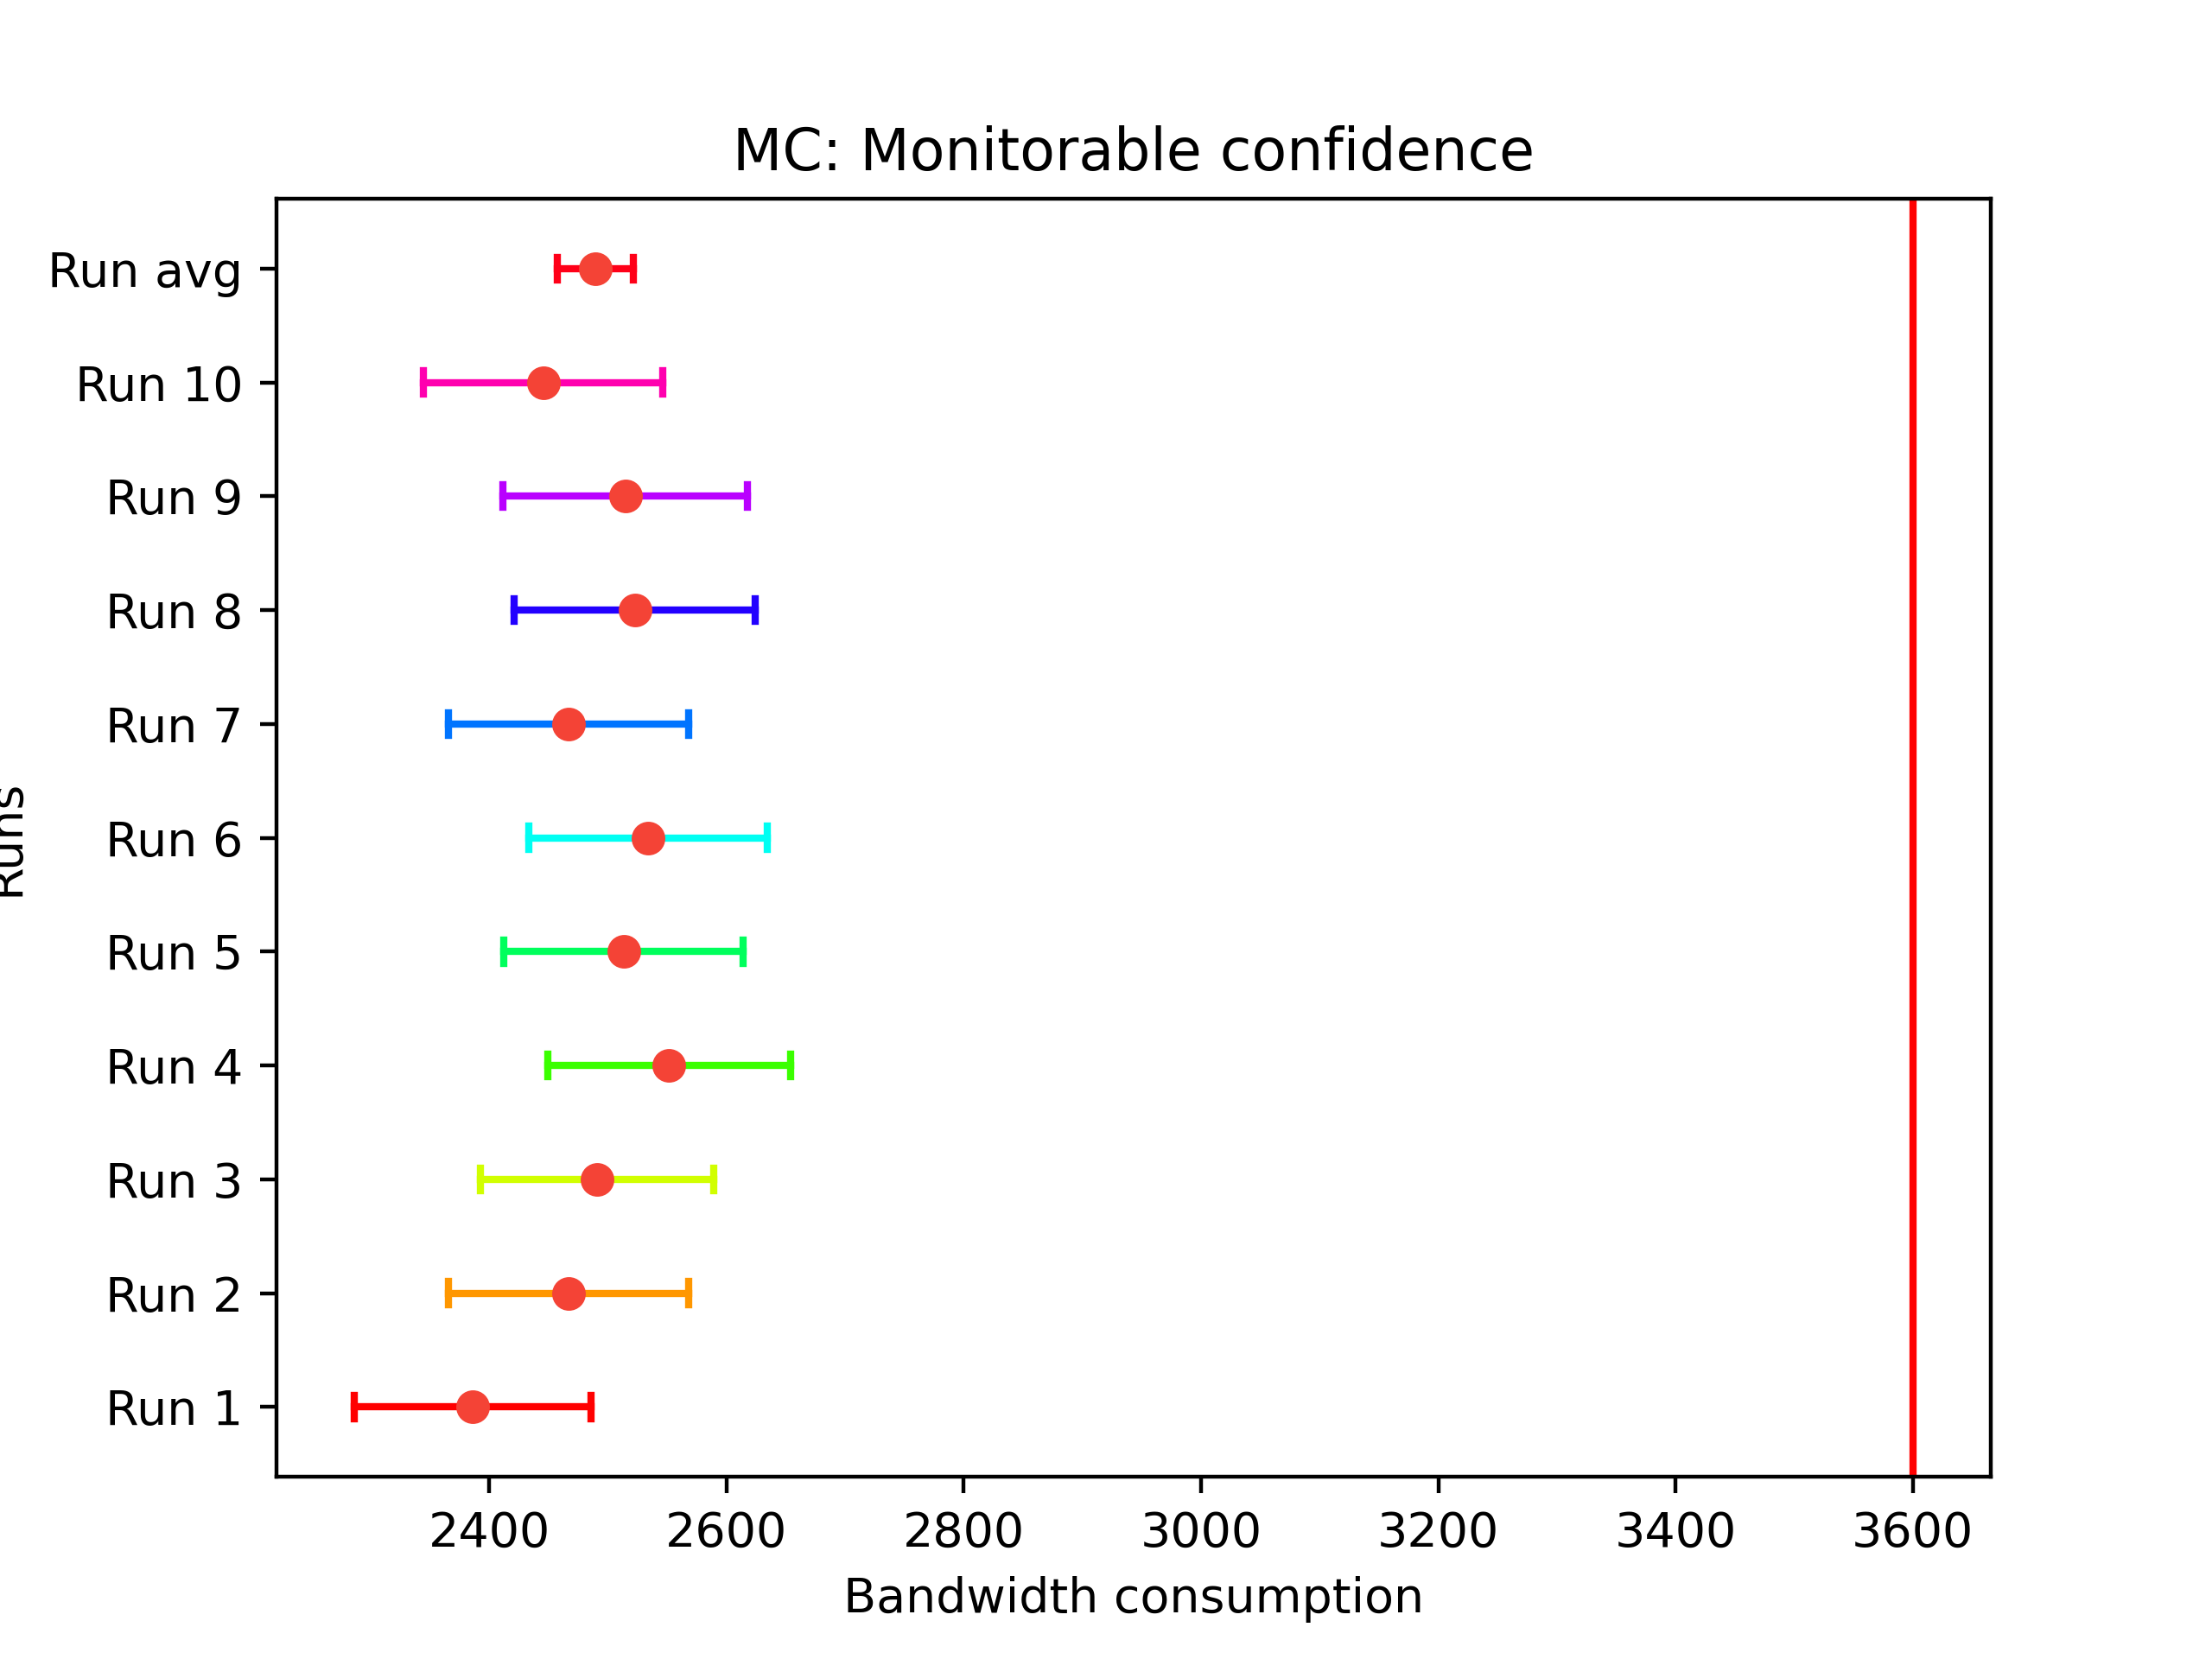 MC: Monitorable confidence
Run avg
Run 10
Run 9
Run 8
Run 7
Run 6
Run 5
Run 4
Run 3
Run 2
Run 1
Runs
2400 2600 2800 3000 3200 3400 3600
Bandwidth consumption